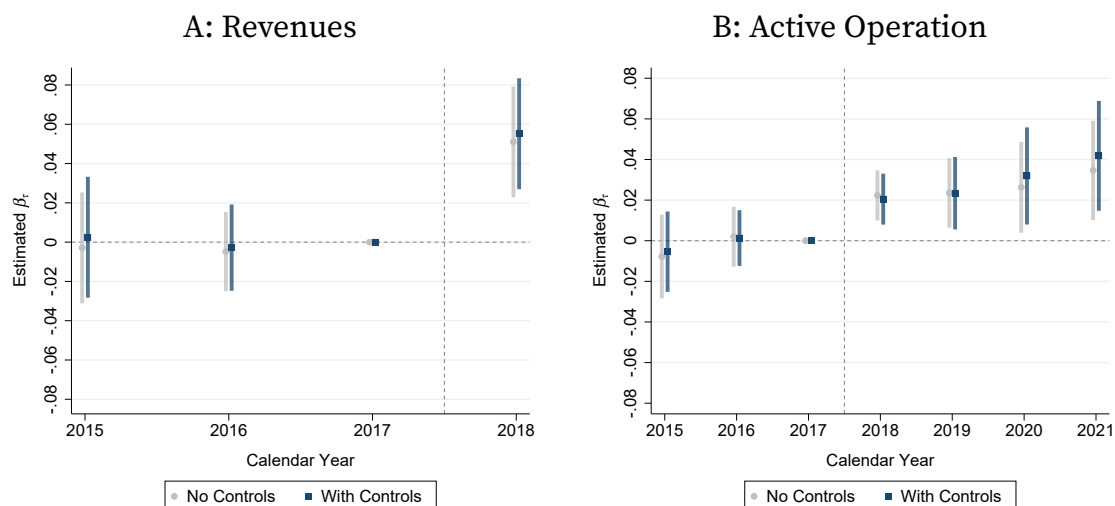 A: Revenues
Estimated βτ
.08
.06
.04
.02
0
-.02
-.04
-.06
-.08
2015 2016 2017 2018
Calendar Year
No Controls With Controls
B: Active Operation
Estimated βτ
.08
.06
.04
.02
0
-.02
-.04
-.06
-.08
2015 2016 2017 2018 2019 2020 2021
Calendar Year
No Controls With Controls